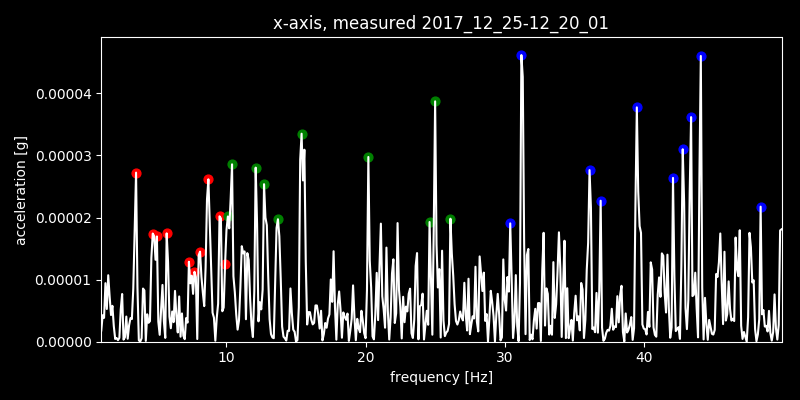 x-axis, measured 2017_12_25-12_20_01
acceleration [g]
0.00004
0.00003
0.00002
0.00001
0.00000
10 20 30 40
frequency [Hz]